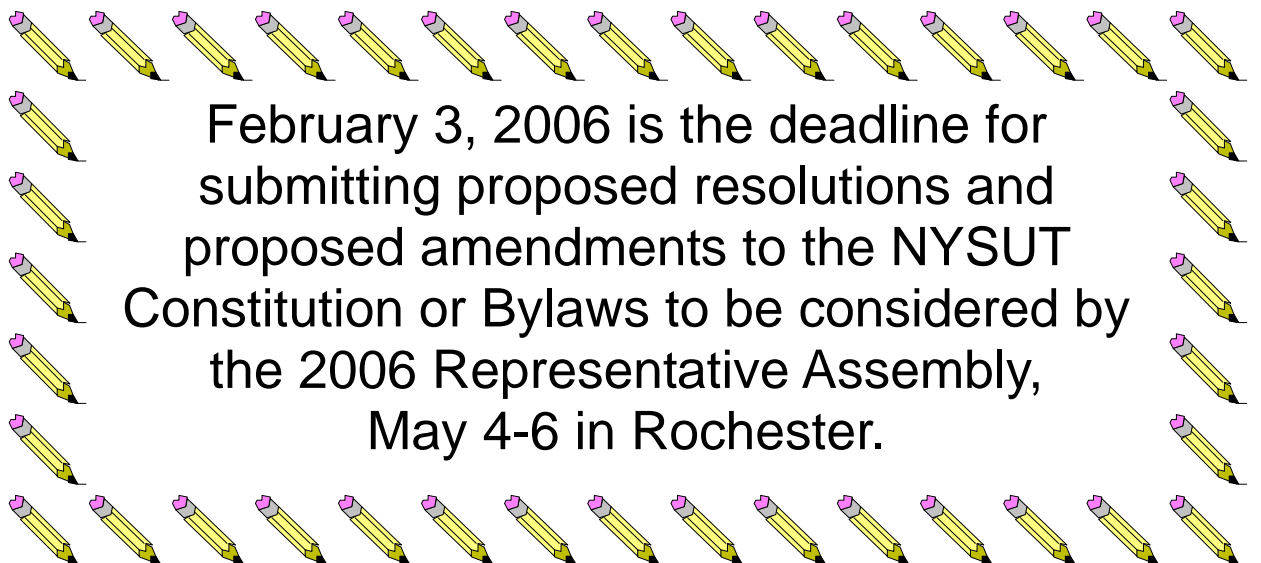 February 3, 2006 is the deadline for
submitting proposed resolutions and
proposed amendments to the NYSUT
Constitution or Bylaws to be considered by
the 2006 Representative Assembly,
May 4-6 in Rochester.